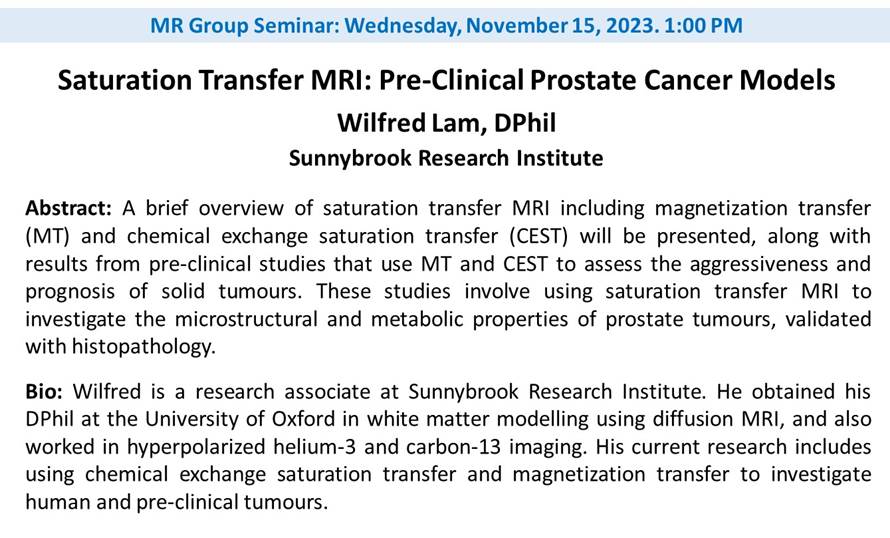 MR Group Seminar: Wednesday, November 15, 2023. 1:00 PM
Saturation Transfer MRI: Pre-Clinical Prostate Cancer Models
Wilfred Lam, DPhil
Sunnybrook Research Institute
Abstract: A brief overview of saturation transfer MRI including magnetization transfer
(MT) and chemical exchange saturation transfer (CEST) will be presented, along with
results from pre-clinical studies that use MT and CEST to assess the aggressiveness and
prognosis of solid tumours. These studies involve using saturation transfer MRI to
investigate the microstructural and metabolic properties of prostate tumours, validated
with histopathology.
Bio: Wilfred is a research associate at Sunnybrook Research Institute. He obtained his
DPhil at the University of Oxford in white matter modelling using diffusion MRI, and also
worked in hyperpolarized helium-3 and carbon-13 imaging. His current research includes
using chemical exchange saturation transfer and magnetization transfer to investigate
human and pre-clinical tumours.